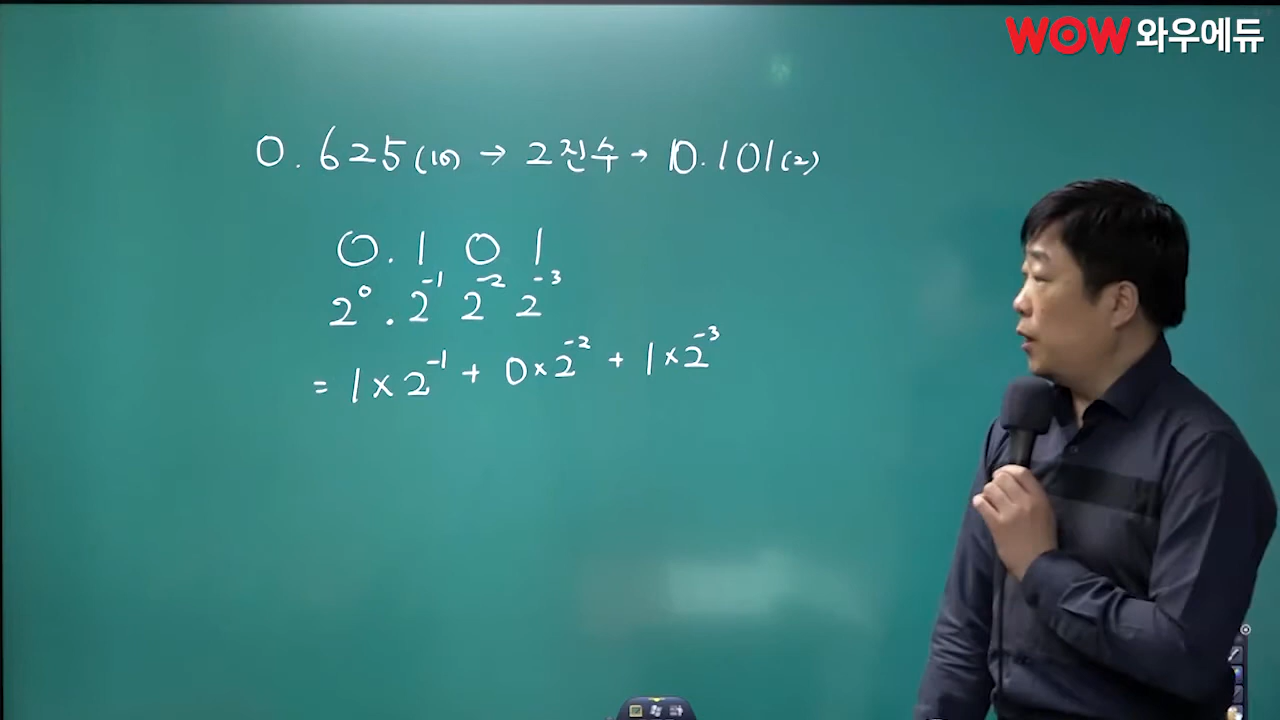 WOW 와우에듀
0.625(10) → 2진수 → 0.101(2)
0.1 0 1
2⁰. 2⁻¹ 2⁻² 2⁻³
= 1 × 2⁻¹ + 0 × 2⁻² + 1 × 2⁻³